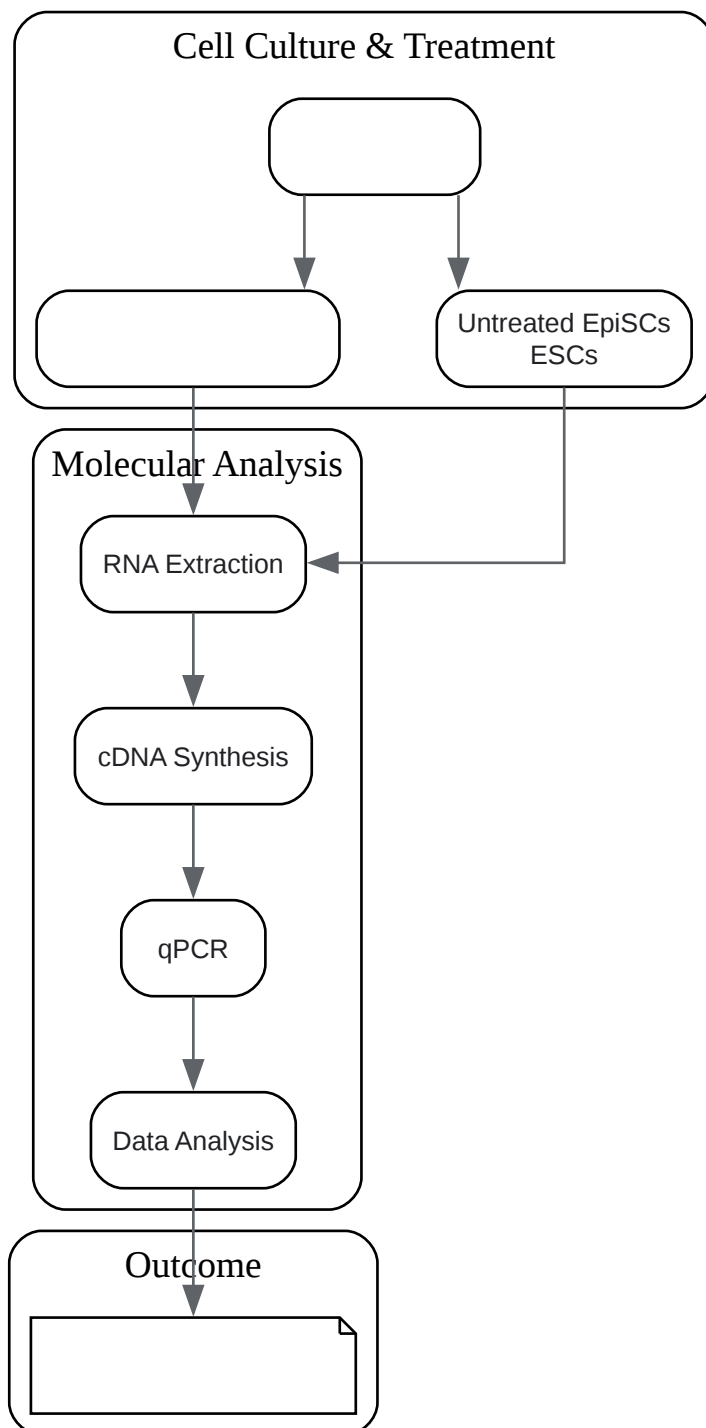 Cell Culture & Treatment
Untreated EpiSCs
ESCs
Molecular Analysis
RNA Extraction
cDNA Synthesis
qPCR
Data Analysis
Outcome